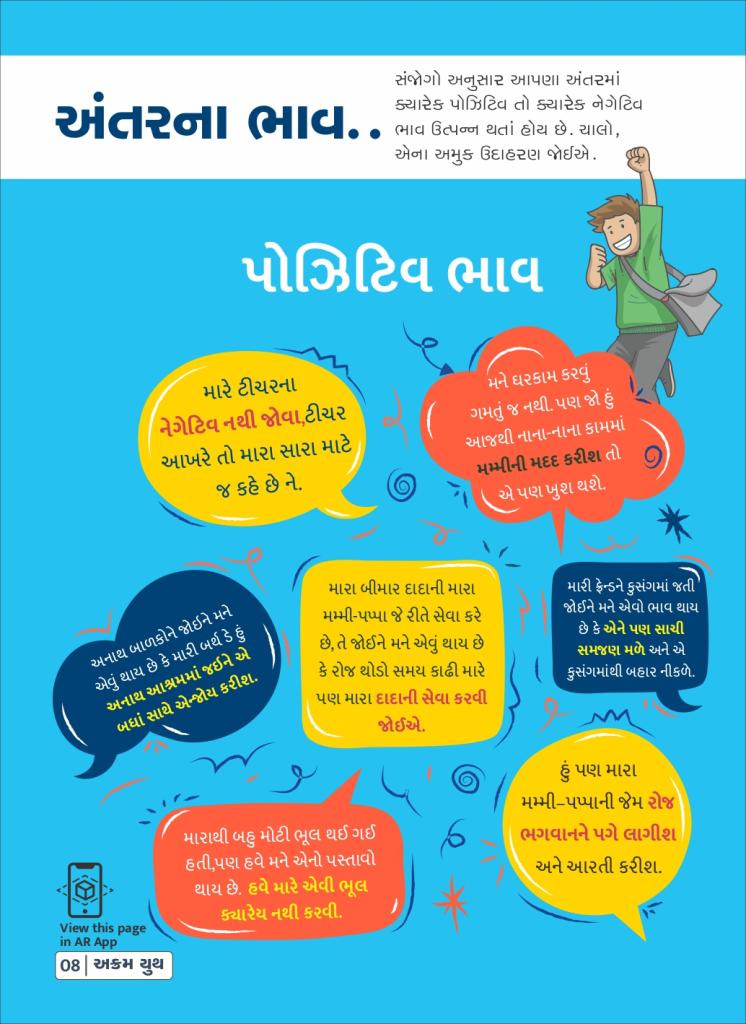 અંતરના ભાવ..
સંજોગો અનુસાર આપણા અંતરમાં
ક્યારેક પોઝિટિવ તો ક્યારેક નેગેટિવ
ભાવ ઉત્પન્ન થતાં હોય છે. ચાલો,
એના અમુક ઉદાહરણ જોઈએ.
પોઝિટિવ ભાવ
મારે ટીચરના
નેગેટિવ નથી જોવા,ટીચર
આખરે તો મારા સારા માટે
જ કહે છે ને.
મને ઘરકામ કરવું
ગમતું જ નથી. પણ જો હું
આજથી નાના-નાના કામમાં
મમ્મીની મદદ કરીશ તો
એ પણ ખુશ થશે.
અનાથ બાળકોને જોઇને મને
એવું થાય છે કે મારી બર્થ ડે હું
અનાથ આશ્રમમાં જઇને એ
બધાં સાથે એન્જોય કરીશ.
મારા બીમાર દાદાની મારા
મમ્મી-પપ્પા જે રીતે સેવા કરે
છે, તે જોઈને મને એવું થાય છે
કે રોજ થોડો સમય કાઢી મારે
પણ મારા દાદાની સેવા કરવી
જોઈએ.
મારી ફ્રેન્ડને કુસંગમાં જતી
જોઈને મને એવો ભાવ થાય
છે કે એને પણ સાચી
સમજણ મળે અને એ
કુસંગમાંથી બહાર નીકળે.
મારાથી બહુ મોટી ભૂલ થઈ ગઈ
હતી,પણ હવે મને એનો પસ્તાવો
થાય છે. હવે મારે એવી ભૂલ
ક્યારેય નથી કરવી.
હું પણ મારા
મમ્મી–પપ્પાની જેમ રોજ
ભગવાનને પગે લાગીશ
અને આરતી કરીશ.
View this page
in AR App
08 | અક્રમ યુથ